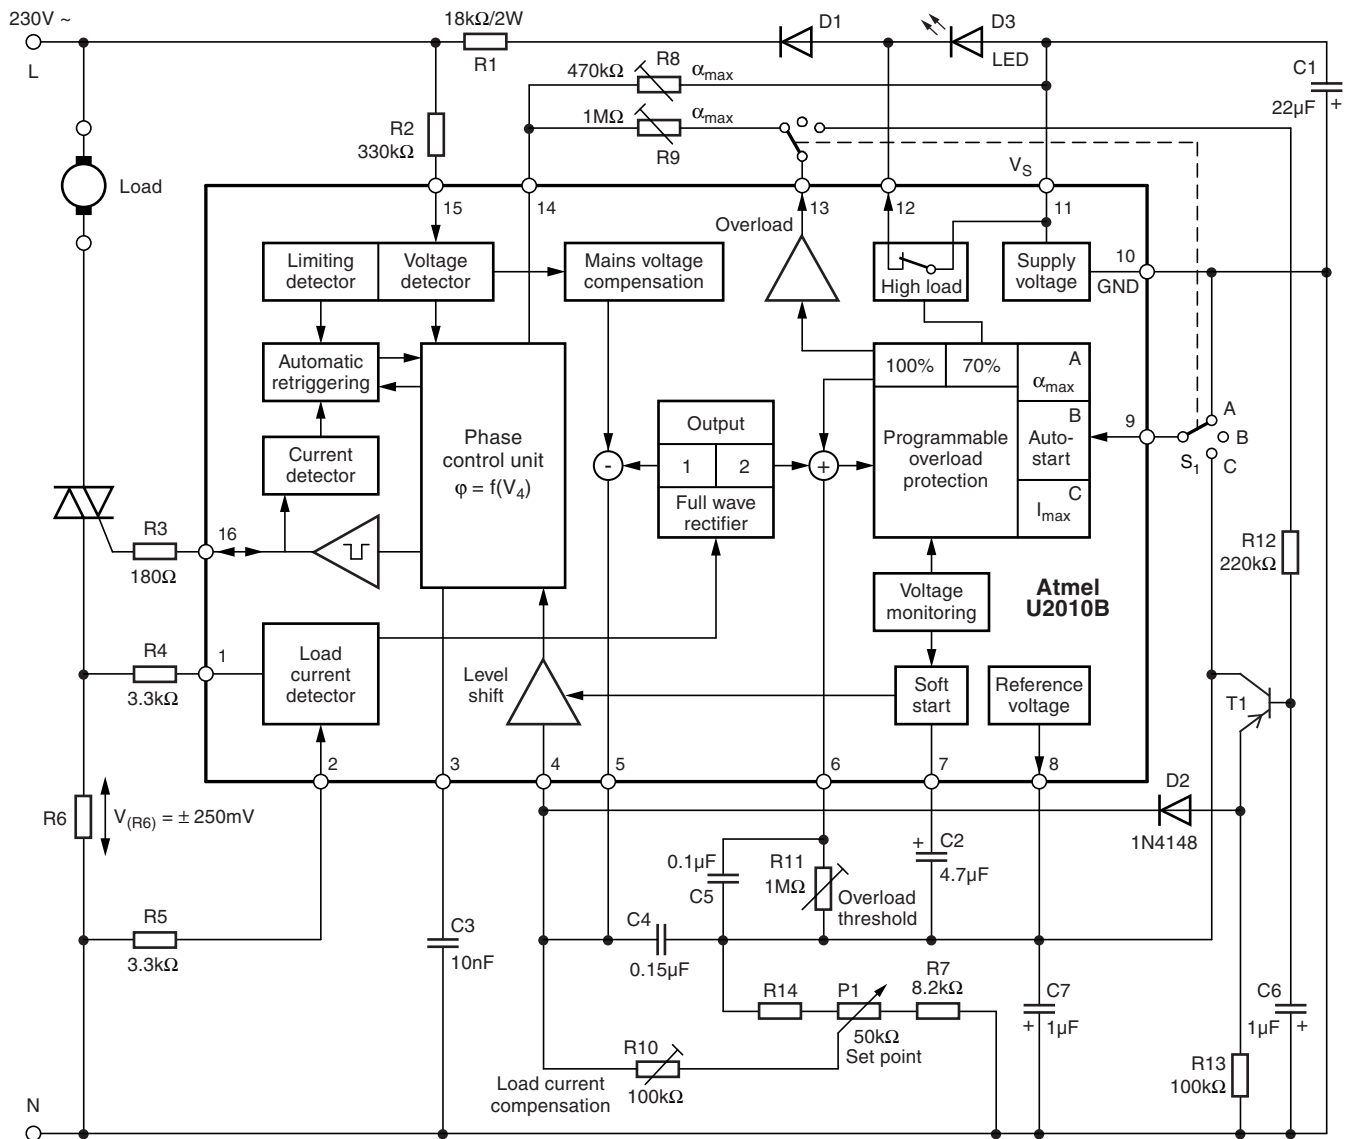 230V ~
L
18kΩ/2W
R1
D1
D3
LED
C1
22µF
+
470kΩ
R8
αmax
1MΩ
R9
αmax
R2
330kΩ
Load
VS
15
14
13
12
11
10
GND
Overload
Limiting
detector
Voltage
detector
Mains voltage
compensation
High load
Supply
voltage
Automatic
retriggering
Phase
control unit
φ = f(V4)
Current
detector
100%
70%
A
αmax
B
Auto-
start
C
Imax
Programmable
overload
protection
Output
1
2
Full wave
rectifier
-
+
9
A
B
C
S1
R3
180Ω
16
R12
220kΩ
Voltage
monitoring
Atmel
U2010B
R4
3.3kΩ
1
Load
current
detector
Level
shift
Soft
start
Reference
voltage
T1
2
3
4
5
6
7
8
R6
V(R6) = ± 250mV
D2
1N4148
0.1µF
C5
R11
1MΩ
Overload
threshold
+
C2
4.7µF
R5
3.3kΩ
C3
10nF
C4
0.15µF
R14
P1
50kΩ
Set point
R7
8.2kΩ
C7
1µF
+
C6
1µF
+
R10
100kΩ
Load current
compensation
R13
100kΩ
N